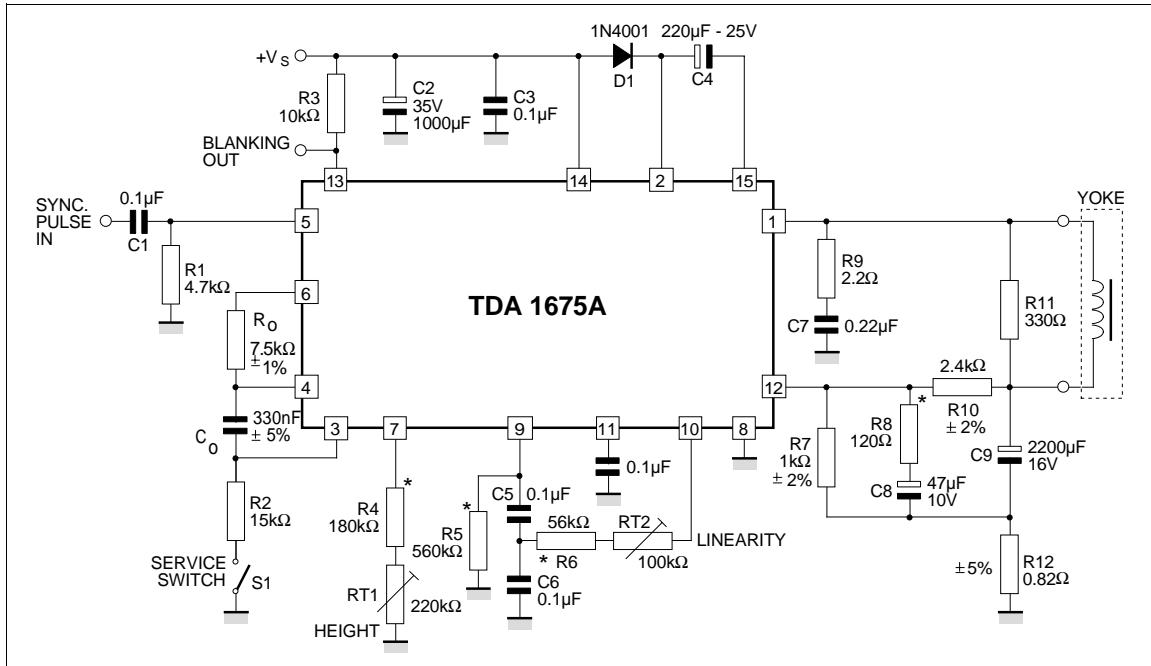 1N4001
220µF - 25V
+VS
D1
C4
R3
10kΩ
C2
35V
1000µF
C3
0.1µF
BLANKING
OUT
13
14
2
15
SYNC.
PULSE
IN
0.1µF
C1
5
1
YOKE
R1
4.7kΩ
6
TDA 1675A
R9
2.2Ω
R11
330Ω
Ro
7.5kΩ
±1%
C7
0.22µF
4
12
2.4kΩ
R10
±2%
330nF
±5%
Co
3
7
9
11
10
8
R7
1kΩ
±2%
*
R8
120Ω
C9
2200µF
16V
C8
47µF
10V
R2
15kΩ
*
R4
180kΩ
*
R5
560kΩ
C5
0.1µF
0.1µF
56kΩ
* R6
RT2
100kΩ
LINEARITY
SERVICE
SWITCH
S1
RT1
220kΩ
HEIGHT
C6
0.1µF
±5%
R12
0.82Ω